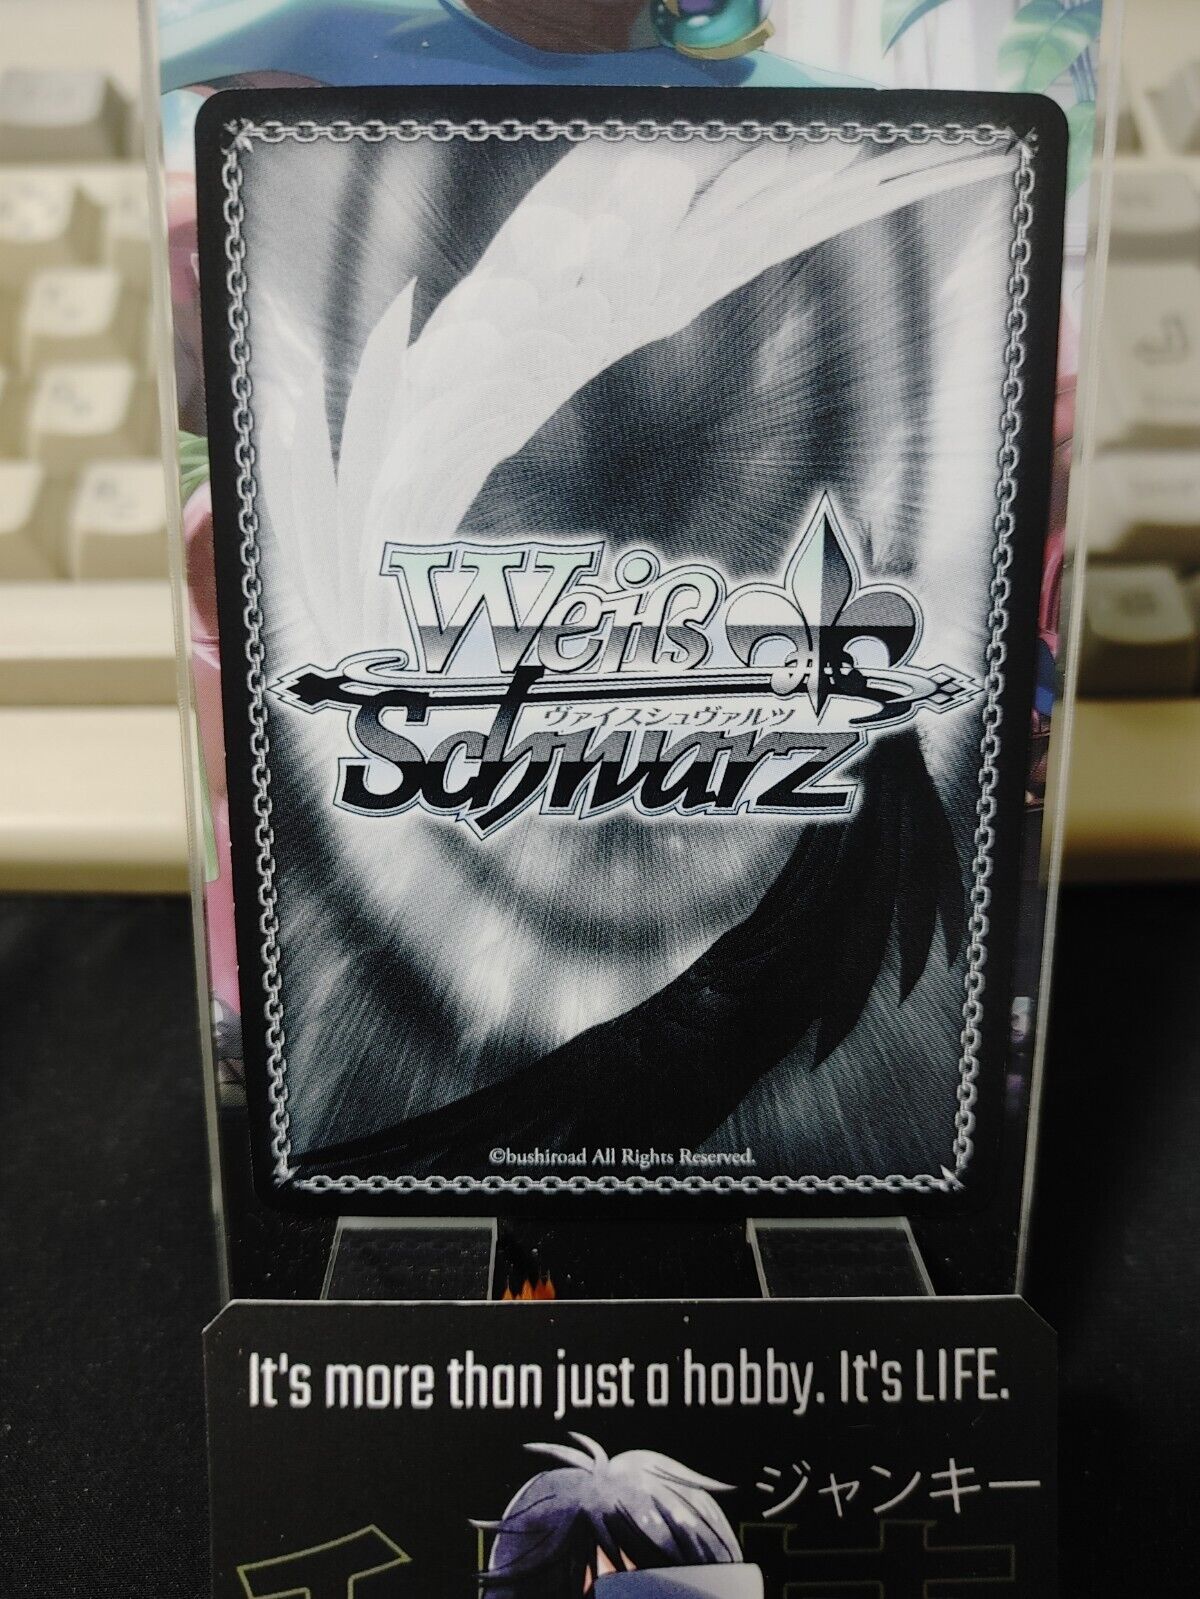 Weiß
ヴァイスシュヴァルツ
Schwarz
©bushiroad All Rights Reserved.
It's more than just a hobby. It's LIFE.
ジャンキー